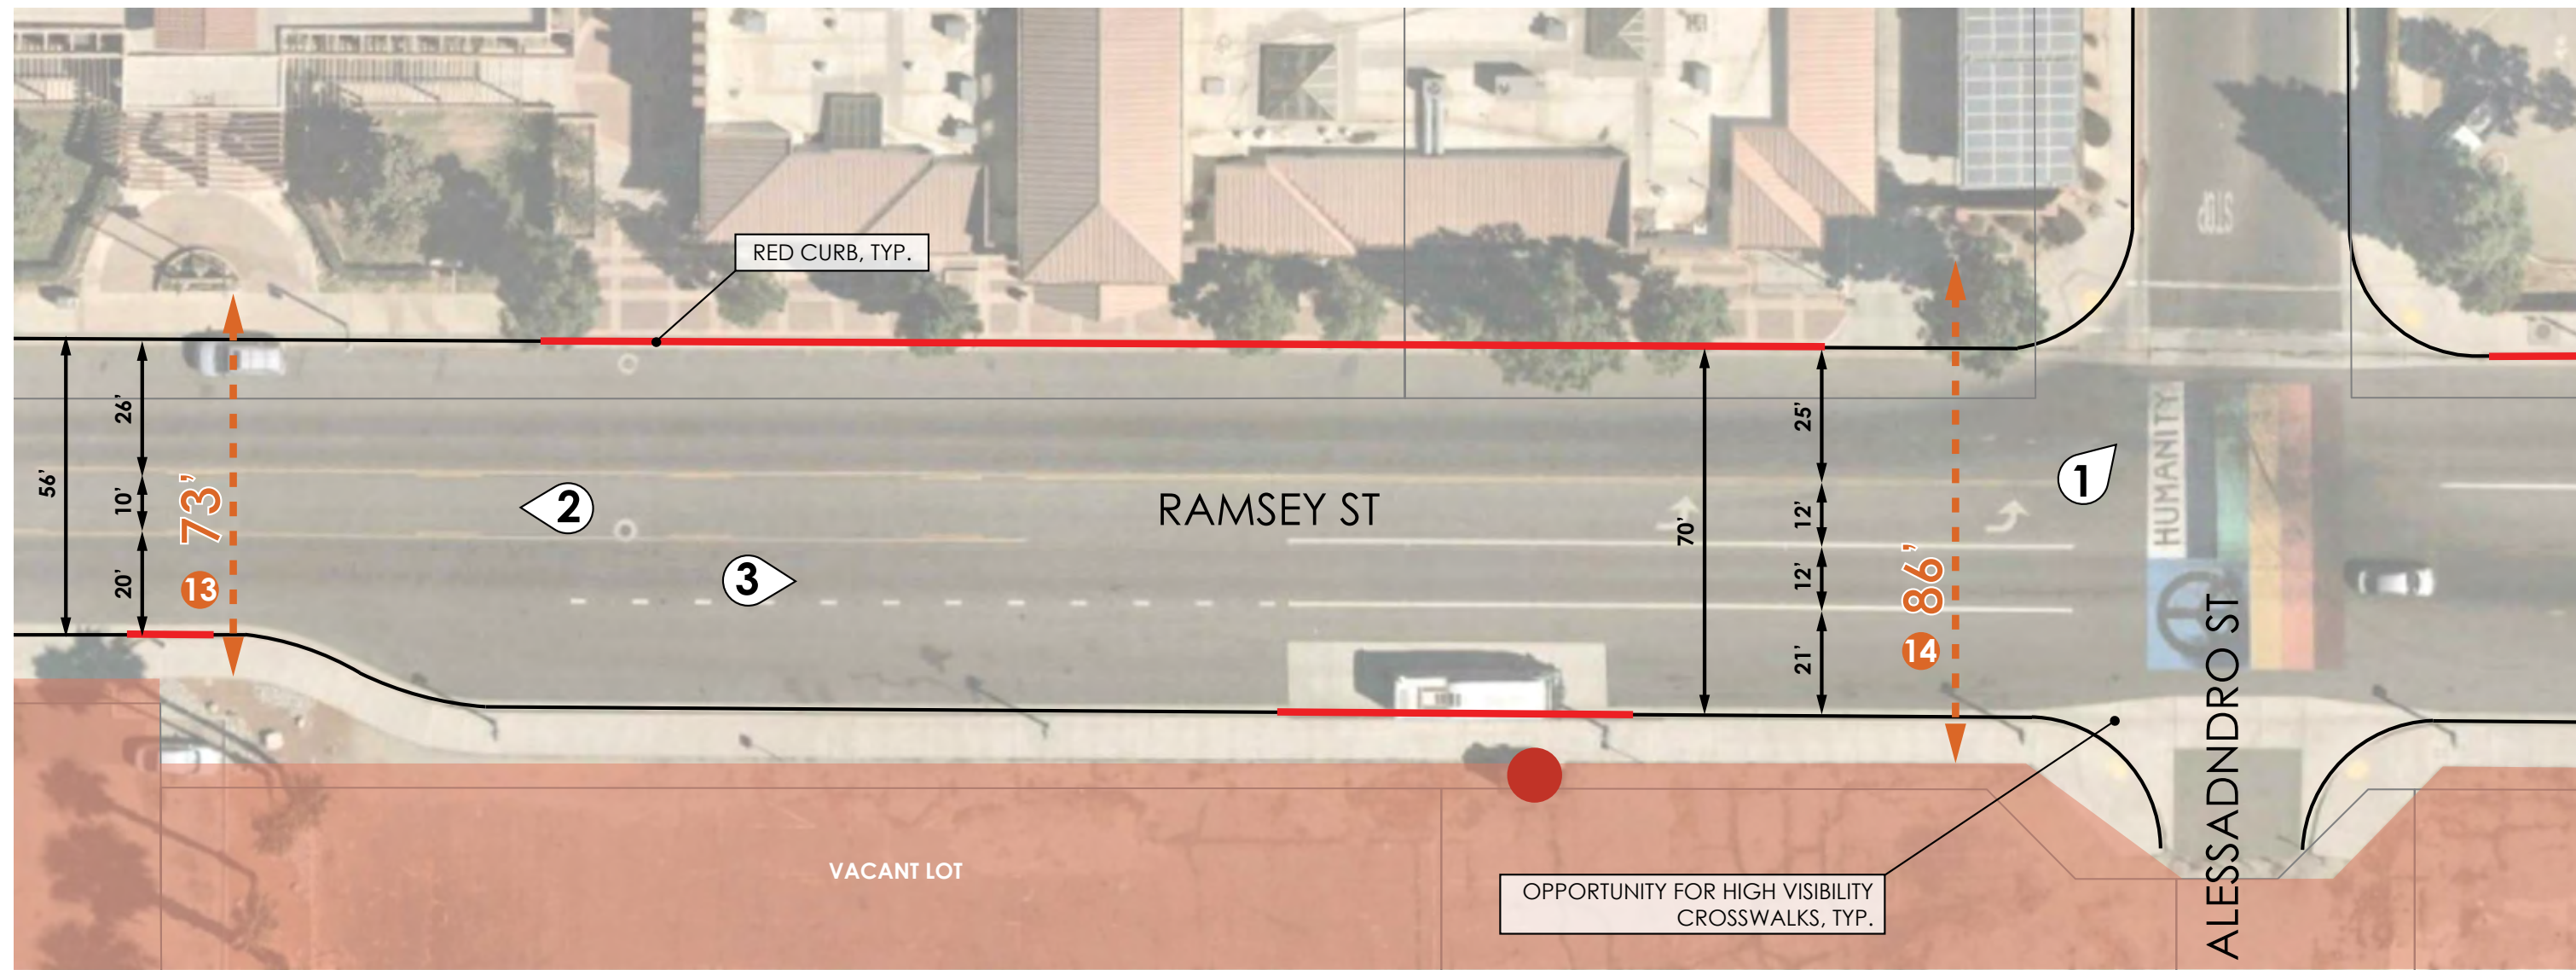 RED CURB, TYP.
STOP
56'
26'
10'
20'
73'
13
2
3
RAMSEY ST
70'
25'
12'
12'
21'
86'
14
1
HUMANITY
ALESSADNDRO ST
VACANT LOT
OPPORTUNITY FOR HIGH VISIBILITY
CROSSWALKS, TYP.